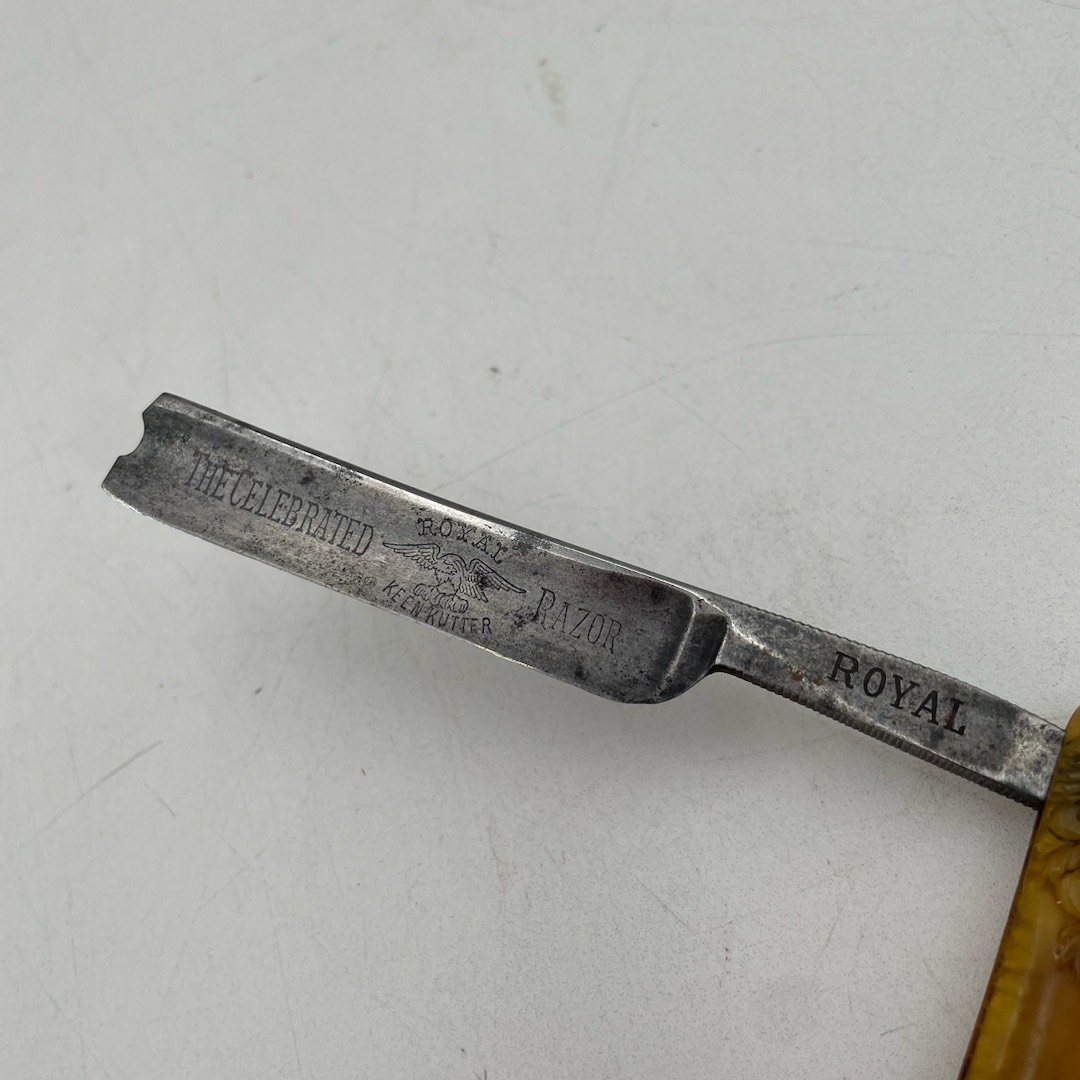 THE CELEBRATED
ROYAL
KEEN KUTTER
RAZOR
ROYAL